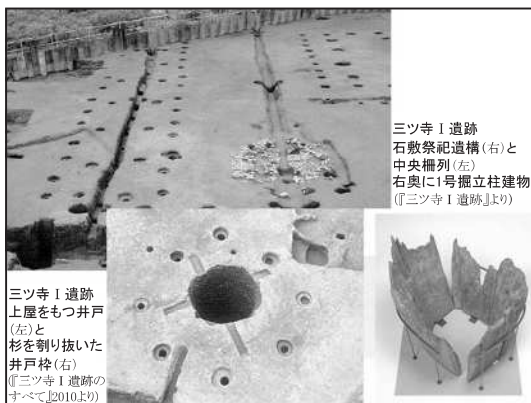 三ツ寺Ⅰ遺跡
石敷祭祀遺構(右)と
中央柵列(左)
右奥に1号掘立柱建物
(『三ツ寺Ⅰ遺跡』より)
三ツ寺Ⅰ遺跡
上屋をもつ井戸
(左)と
杉を刳り抜いた
井戸枠(右)
(『三ツ寺Ⅰ遺跡の
すべて』2010より)